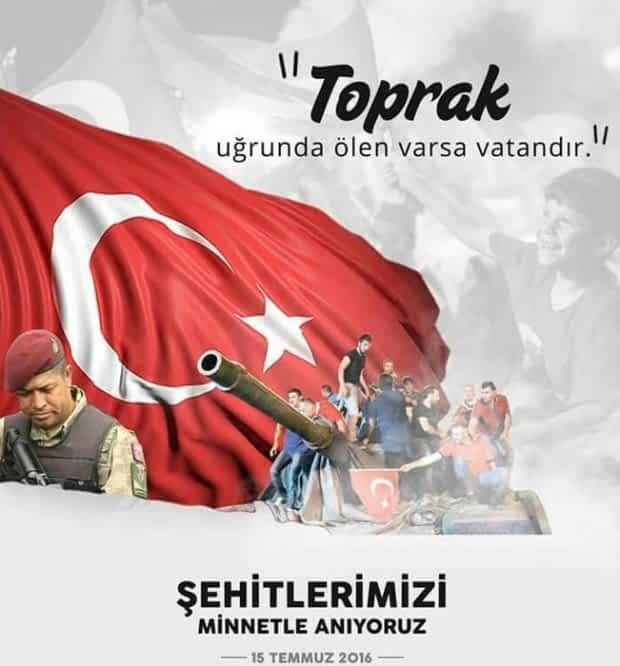 "Toprak
uğrunda ölen varsa vatandır."
ŞEHİTLERİMİZİ
MİNNETLE ANIYORUZ
15 TEMMUZ 2016